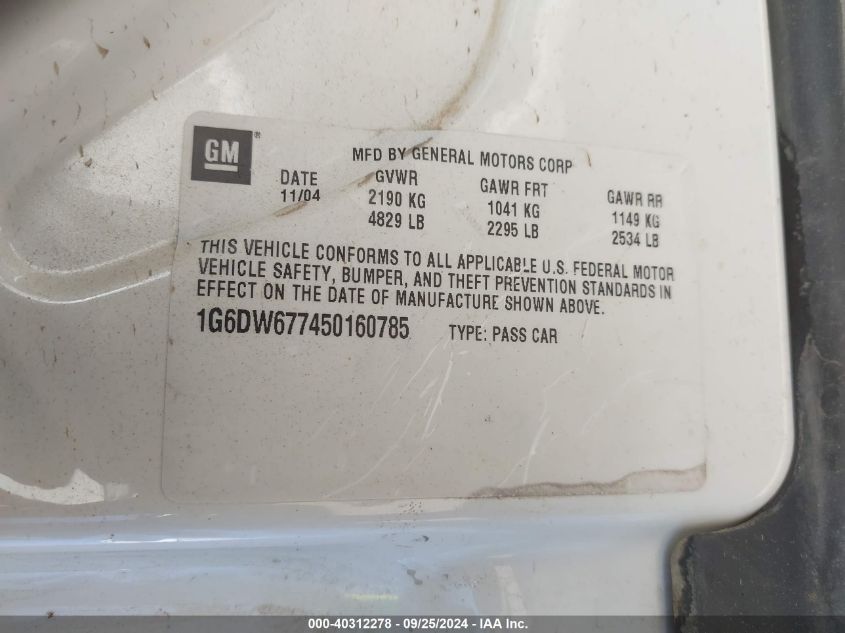 GM ®
MFD BY GENERAL MOTORS CORP
DATE GVWR GAWR FRT GAWR RR
11/04 2190 KG 1041 KG 1149 KG
4829 LB 2295 LB 2534 LB
THIS VEHICLE CONFORMS TO ALL APPLICABLE U.S. FEDERAL MOTOR
VEHICLE SAFETY, BUMPER, AND THEFT PREVENTION STANDARDS IN
EFFECT ON THE DATE OF MANUFACTURE SHOWN ABOVE.
1G6DW677450160785 TYPE: PASS CAR
000-40312278 - 09/25/2024 - IAA Inc.